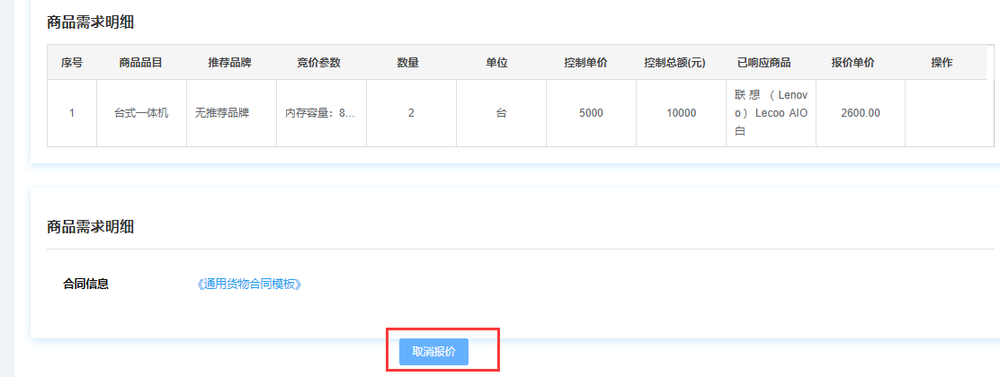 商品需求明细
序号 商品品目 推荐品牌 竞价参数 数量 单位 控制单价 控制总额(元) 已响应商品 报价单价 操作
1 台式一体机 无推荐品牌 内存容量：8... 2 台 5000 10000 联想（Lenov
o）Lecoo AIO
白 2600.00
商品需求明细
合同信息 《通用货物合同模板》
取消报价